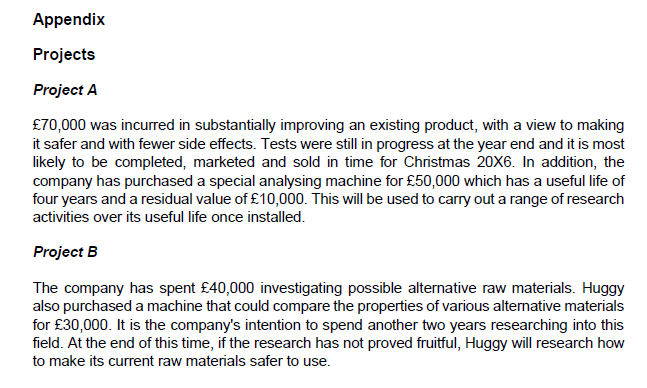 Appendix
Projects
Project A
£70,000 was incurred in substantially improving an existing product, with a view to making
it safer and with fewer side effects. Tests were still in progress at the year end and it is most
likely to be completed, marketed and sold in time for Christmas 20X6. In addition, the
company has purchased a special analysing machine for £50,000 which has a useful life of
four years and a residual value of £10,000. This will be used to carry out a range of research
activities over its useful life once installed.
Project B
The company has spent £40,000 investigating possible alternative raw materials. Huggy
also purchased a machine that could compare the properties of various alternative materials
for £30,000. It is the company's intention to spend another two years researching into this
field. At the end of this time, if the research has not proved fruitful, Huggy will research how
to make its current raw materials safer to use.